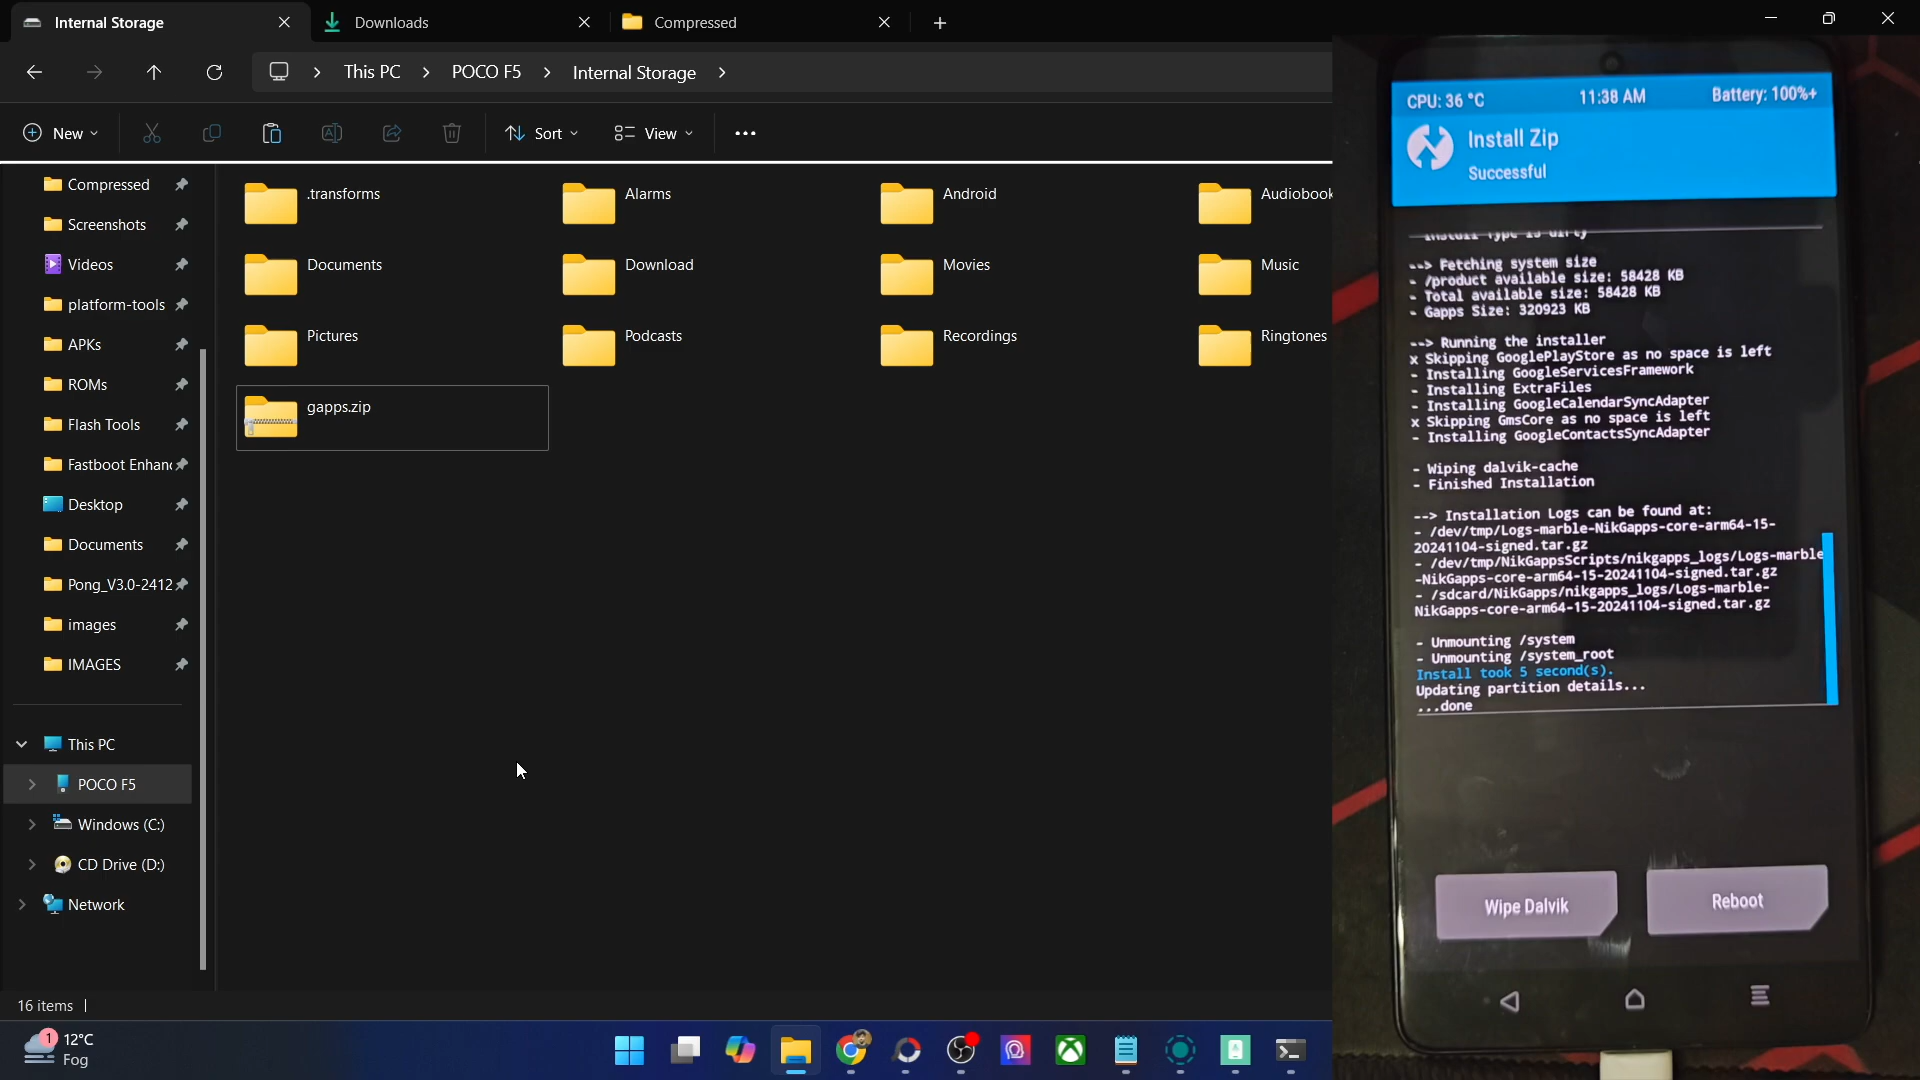 Internal Storage
Downloads
Compressed
This PC
POCO F5
Internal Storage
New
Sort
View
Compressed
Screenshots
Videos
platform-tools
APKs
ROMs
Flash Tools
Fastboot Enhanc
Desktop
Documents
Pong_V3.0-2412
images
IMAGES
This PC
POCO F5
Windows (C:)
CD Drive (D:)
Network
.transforms
Alarms
Android
Audiobook
Documents
Download
Movies
Music
Pictures
Podcasts
Recordings
Ringtones
gapps.zip
16 items
1
12°C
Fog
CPU: 36 °C
11:38 AM
Battery: 100%+
Install Zip
Successful
Install Type is dirty
--> Fetching system size
- /product available size: 58428 KB
- Total available size: 58428 KB
- Gapps Size: 320923 KB
--> Running the installer
x Skipping GooglePlayStore as no space is left
- Installing GoogleServicesFramework
- Installing ExtraFiles
- Installing GoogleCalendarSyncAdapter
x Skipping GmsCore as no space is left
- Installing GoogleContactsSyncAdapter
- Wiping dalvik-cache
- Finished Installation
--> Installation Logs can be found at:
- /dev/tmp/Logs-marble-NikGapps-core-arm64-15-
20241104-signed.tar.gz
- /dev/tmp/NikGappsScripts/nikgapps_logs/Logs-marble
-NikGapps-core-arm64-15-20241104-signed.tar.gz
- /sdcard/NikGapps/nikgapps_logs/Logs-marble-
NikGapps-core-arm64-15-20241104-signed.tar.gz
- Unmounting /system
- Unmounting /system_root
Install took 5 second(s).
Updating partition details...
...done
Wipe Dalvik
Reboot